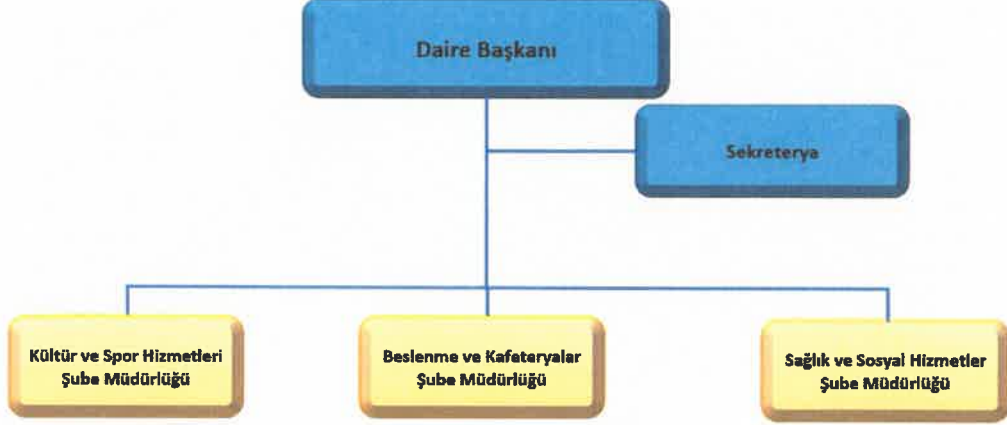 Daire Başkanı
Sekreterya
Kültür ve Spor Hizmetleri
Şube Müdürlüğü
Beslenme ve Kafeteryalar
Şube Müdürlüğü
Sağlık ve Sosyal Hizmetler
Şube Müdürlüğü